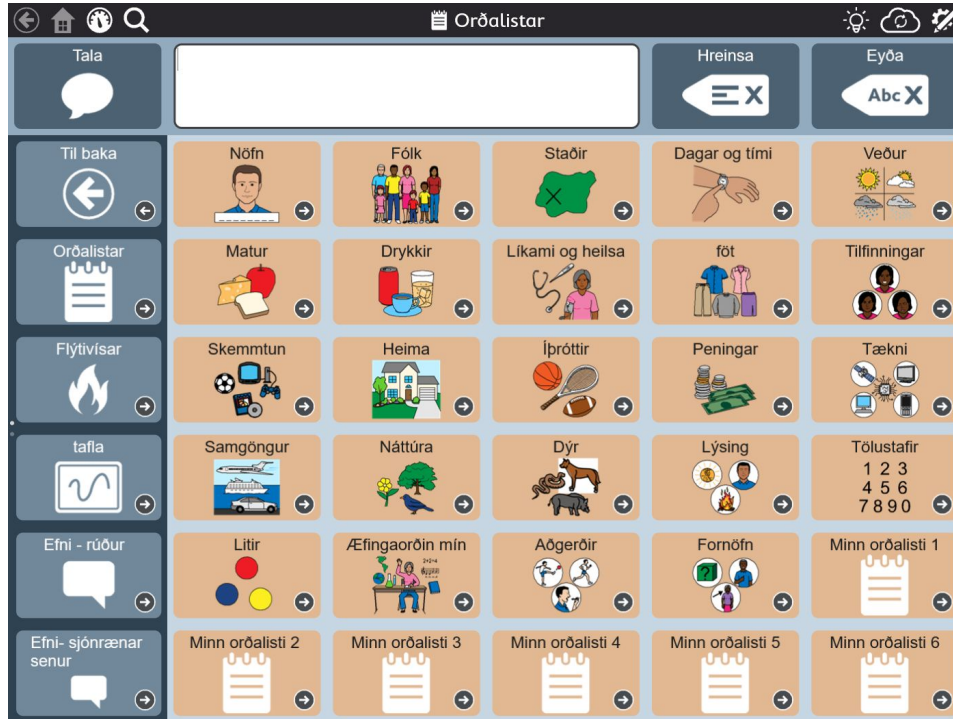 Orðalistar
Tala
Hreinsa
Eyða
Abc X
Til baka
Nöfn
Fólk
Staðir
Dagar og tími
Veður
Orðalistar
Matur
Drykkir
Líkami og heilsa
föt
Tilfinningar
Flýtivísar
Skemmtun
Heima
Íþróttir
Peningar
Tækni
tafla
Samgöngur
Náttúra
Dýr
Lýsing
Tölustafir
1 2 3
4 5 6
7 8 9 0
Efni - rúður
Litir
Æfingaorðin mín
Aðgerðir
Fornöfn
Minn orðalisti 1
Efni- sjónrænar
senur
Minn orðalisti 2
Minn orðalisti 3
Minn orðalisti 4
Minn orðalisti 5
Minn orðalisti 6